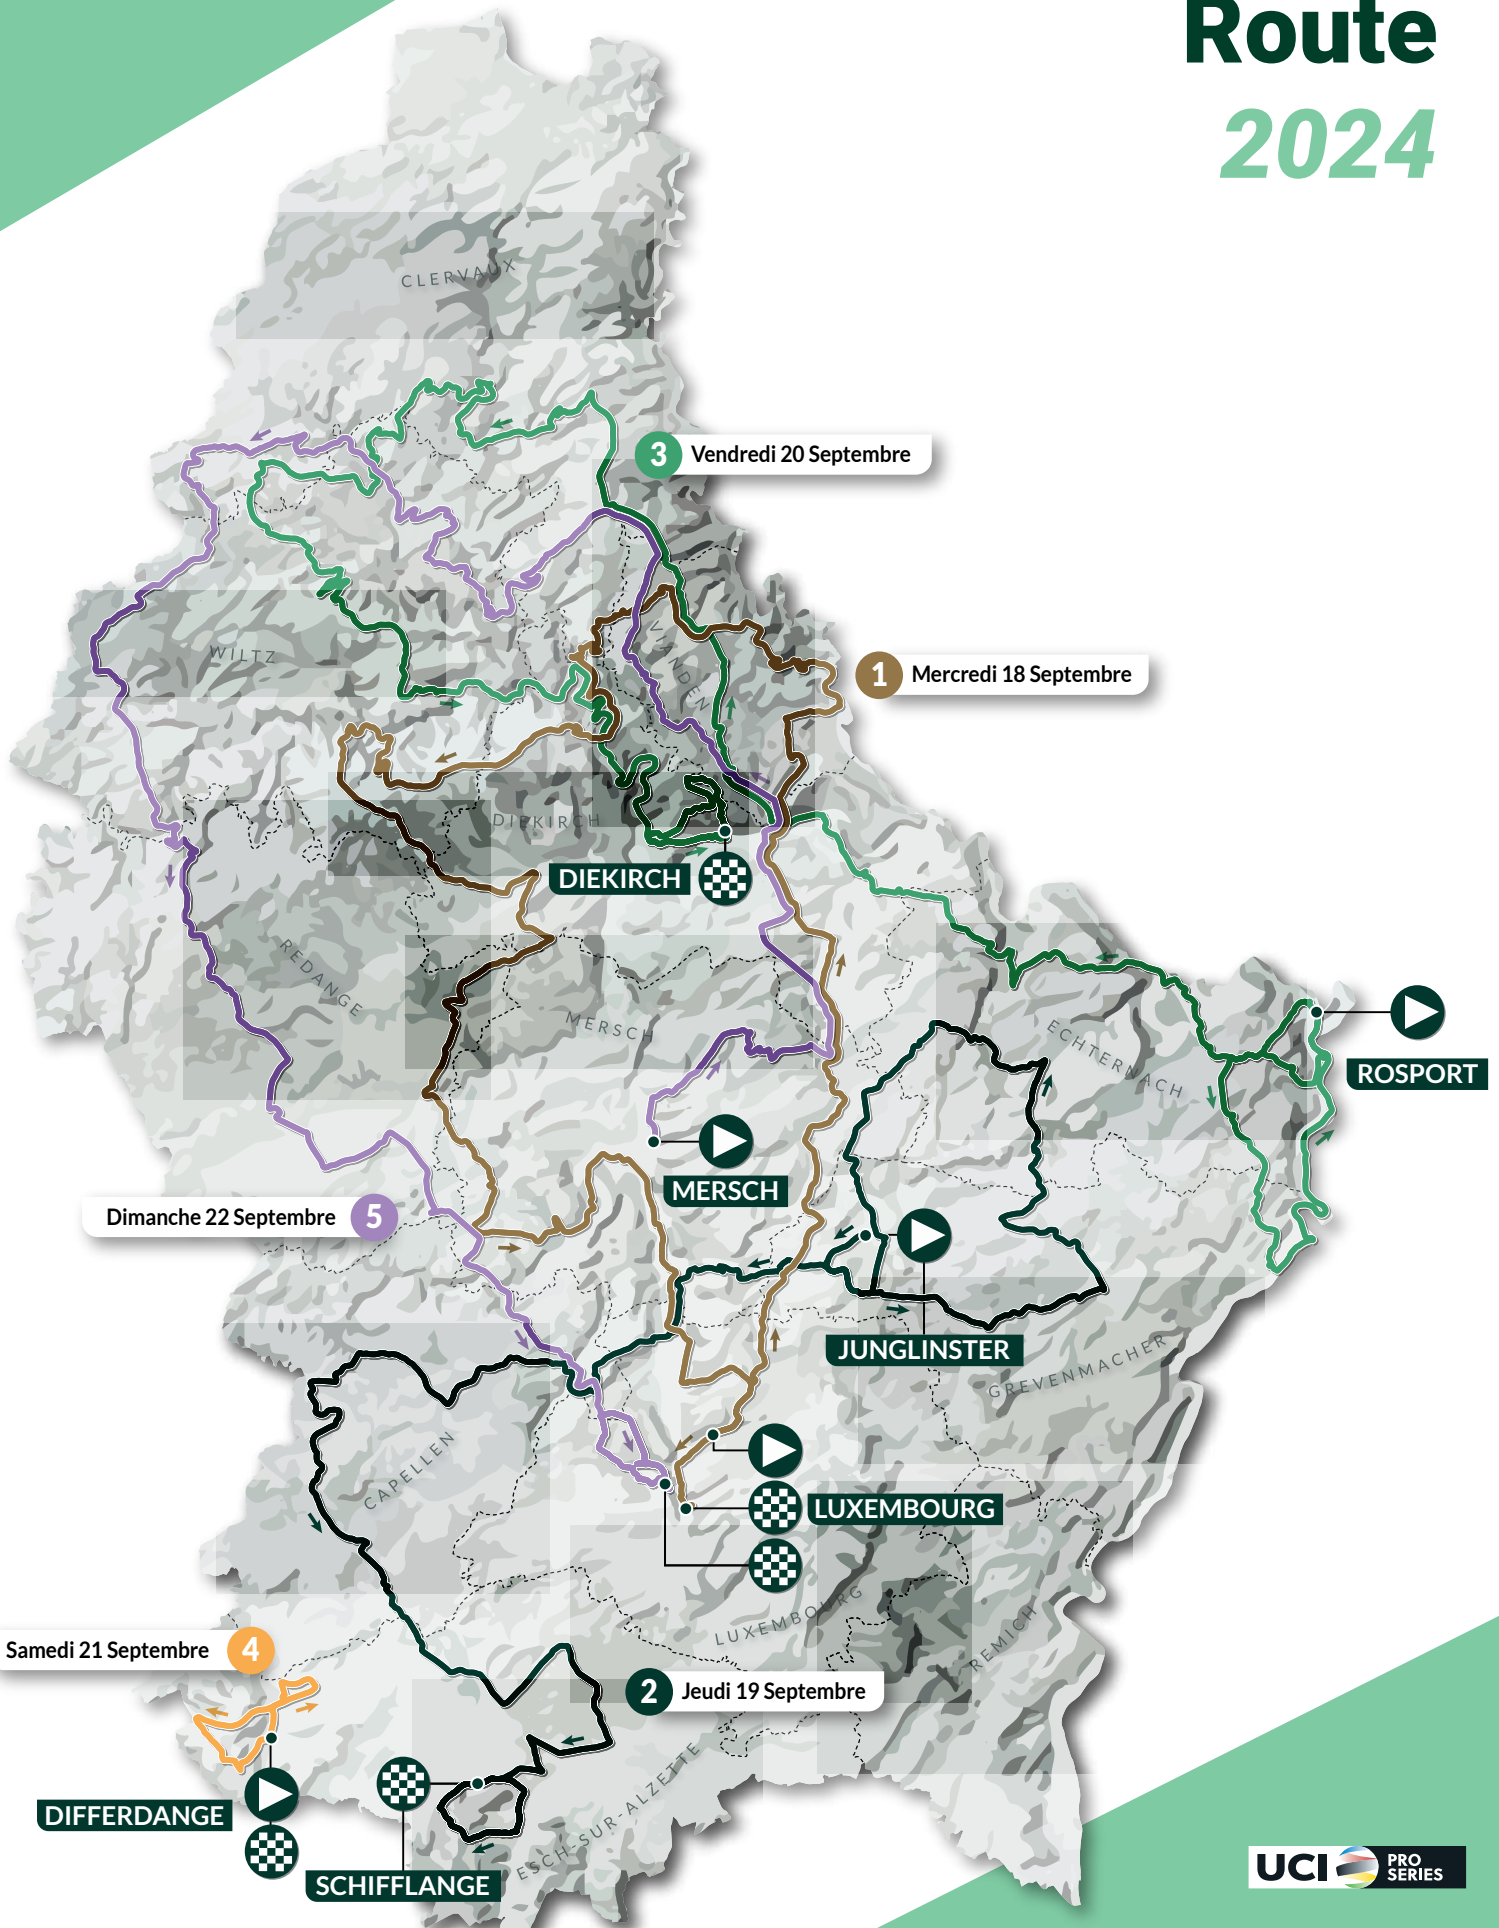 Route
2024
CLERVAUX
3 Vendredi 20 Septembre
WILTZ
VIANDEN
1 Mercredi 18 Septembre
DIEKIRCH
DIEKIRCH
REDANGE
MERSCH
ECHTERNACH
ROSPORT
MERSCH
Dimanche 22 Septembre 5
JUNGLINSTER
GREVENMACHER
CAPELLEN
LUXEMBOURG
LUXEMBOURG
REMICH
Samedi 21 Septembre 4
2 Jeudi 19 Septembre
ESCH-SUR-ALZETTE
DIFFERDANGE
SCHIFFLANGE
UCI PRO
SERIES